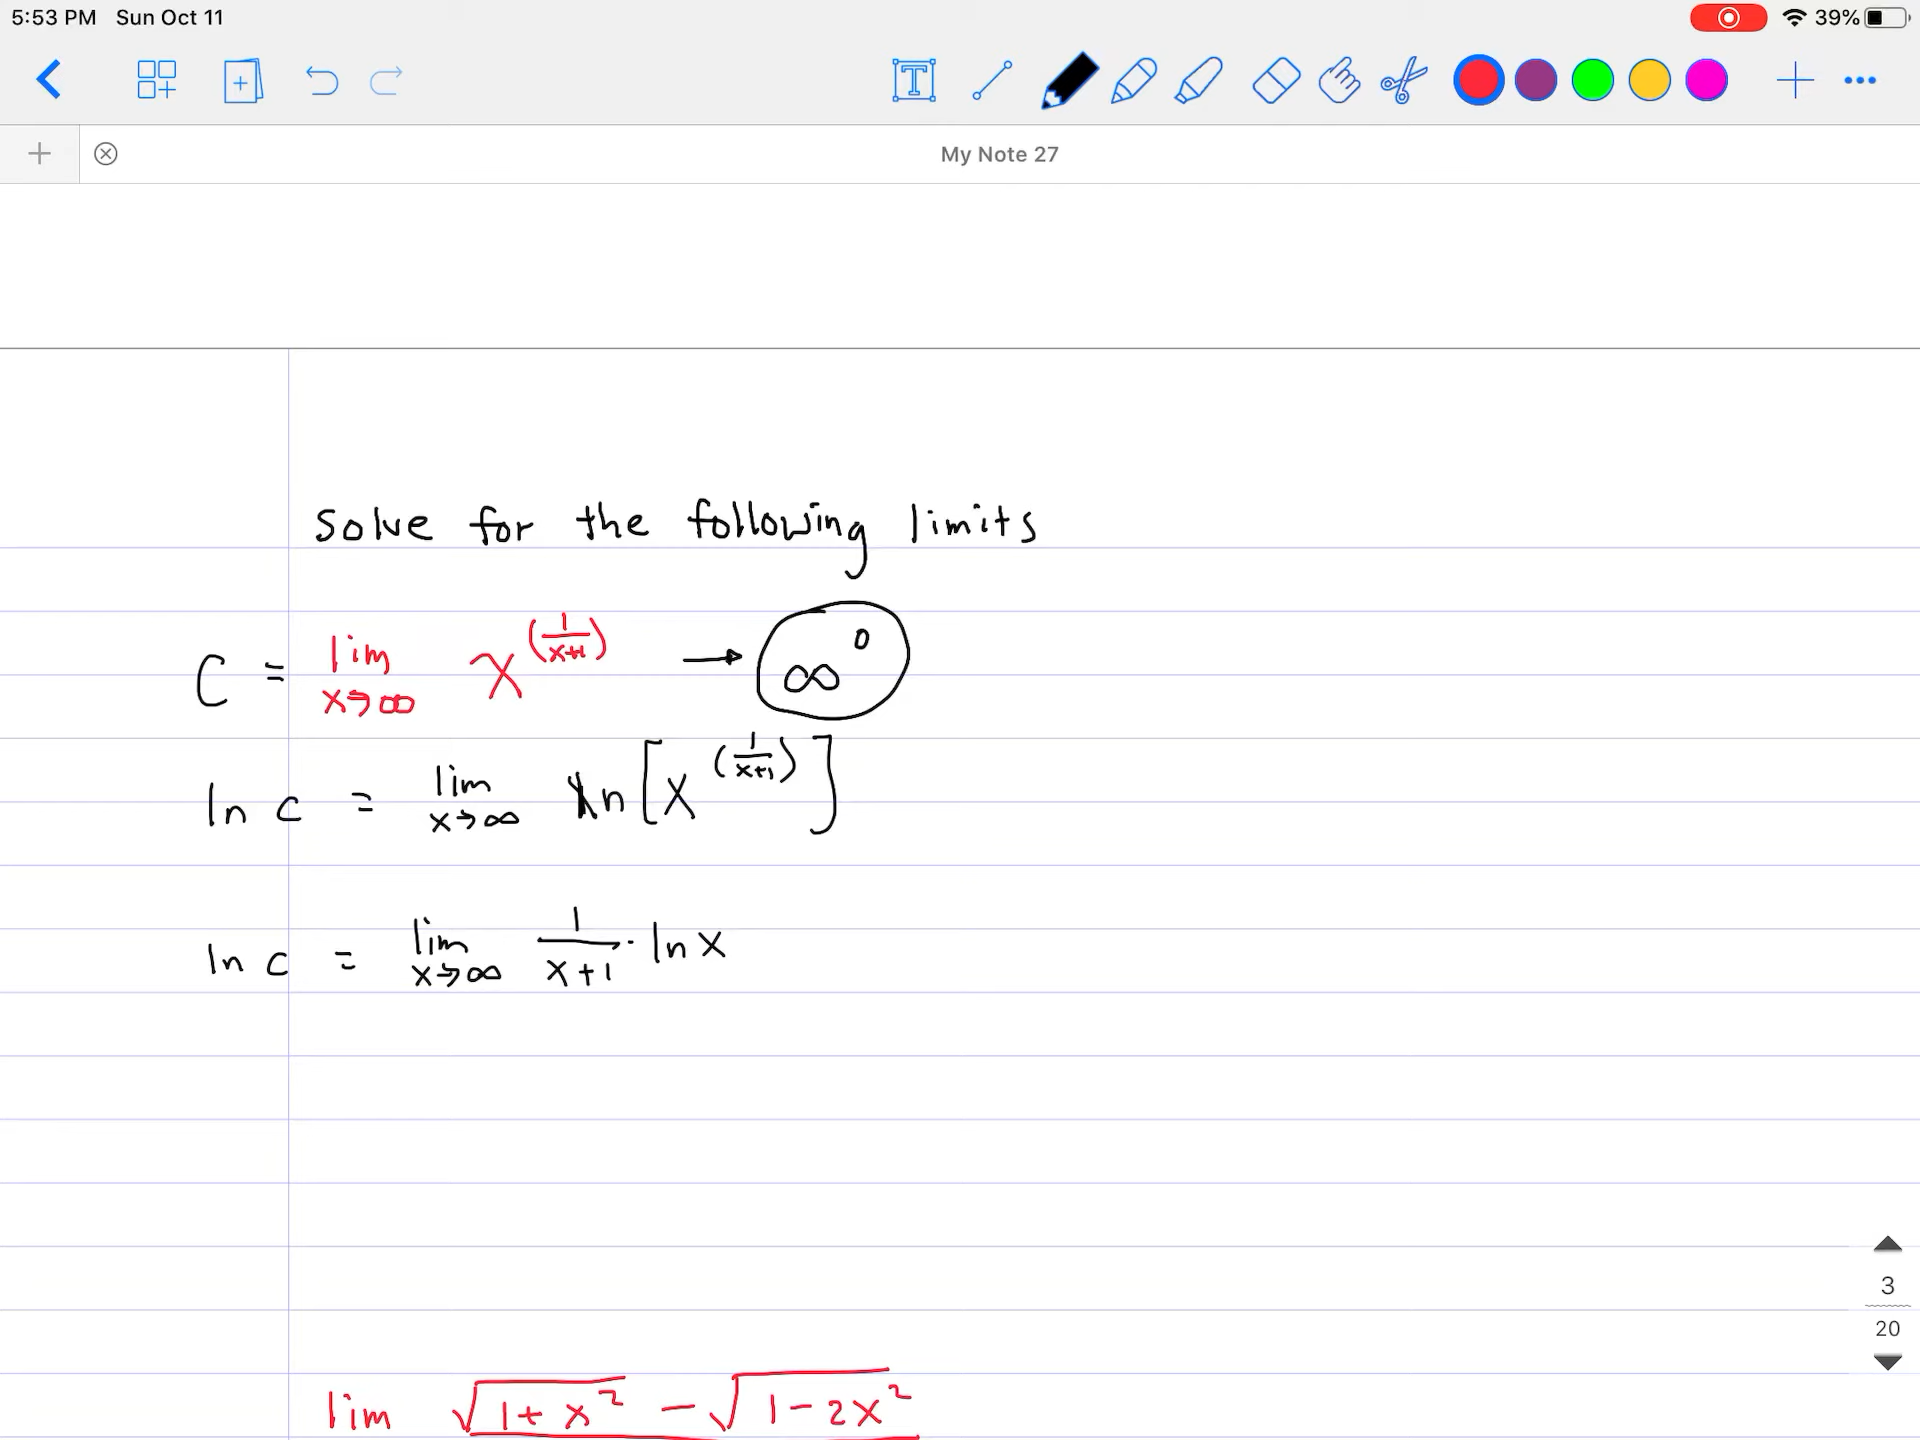 5:53 PM Sun Oct 11 39%
T
My Note 27
solve for the following limits
C = lim x→∞ x^(1/(x+1)) → ∞^0
ln c = lim x→∞ ln[x^(1/(x+1))]
ln c = lim x→∞ 1/(x+1) · ln x
3
20
lim √(1+x²) − √(1−2x²)